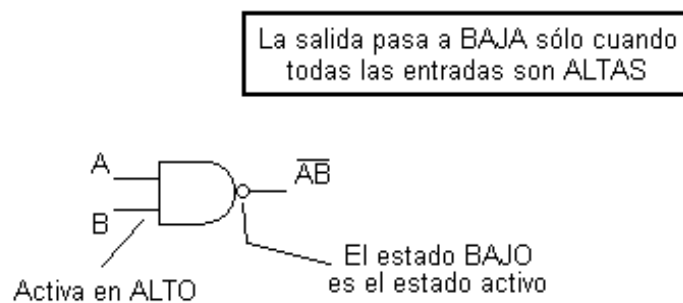 La salida pasa a BAJA sólo cuando
todas las entradas son ALTAS
A
B
A̅B̅
Activa en ALTO
El estado BAJO
es el estado activo